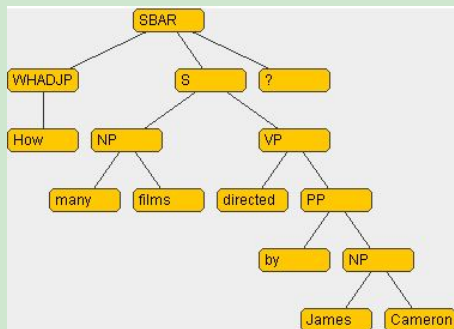 SBAR
WHADJP S ?
How NP VP
many films directed PP
by NP
James Cameron